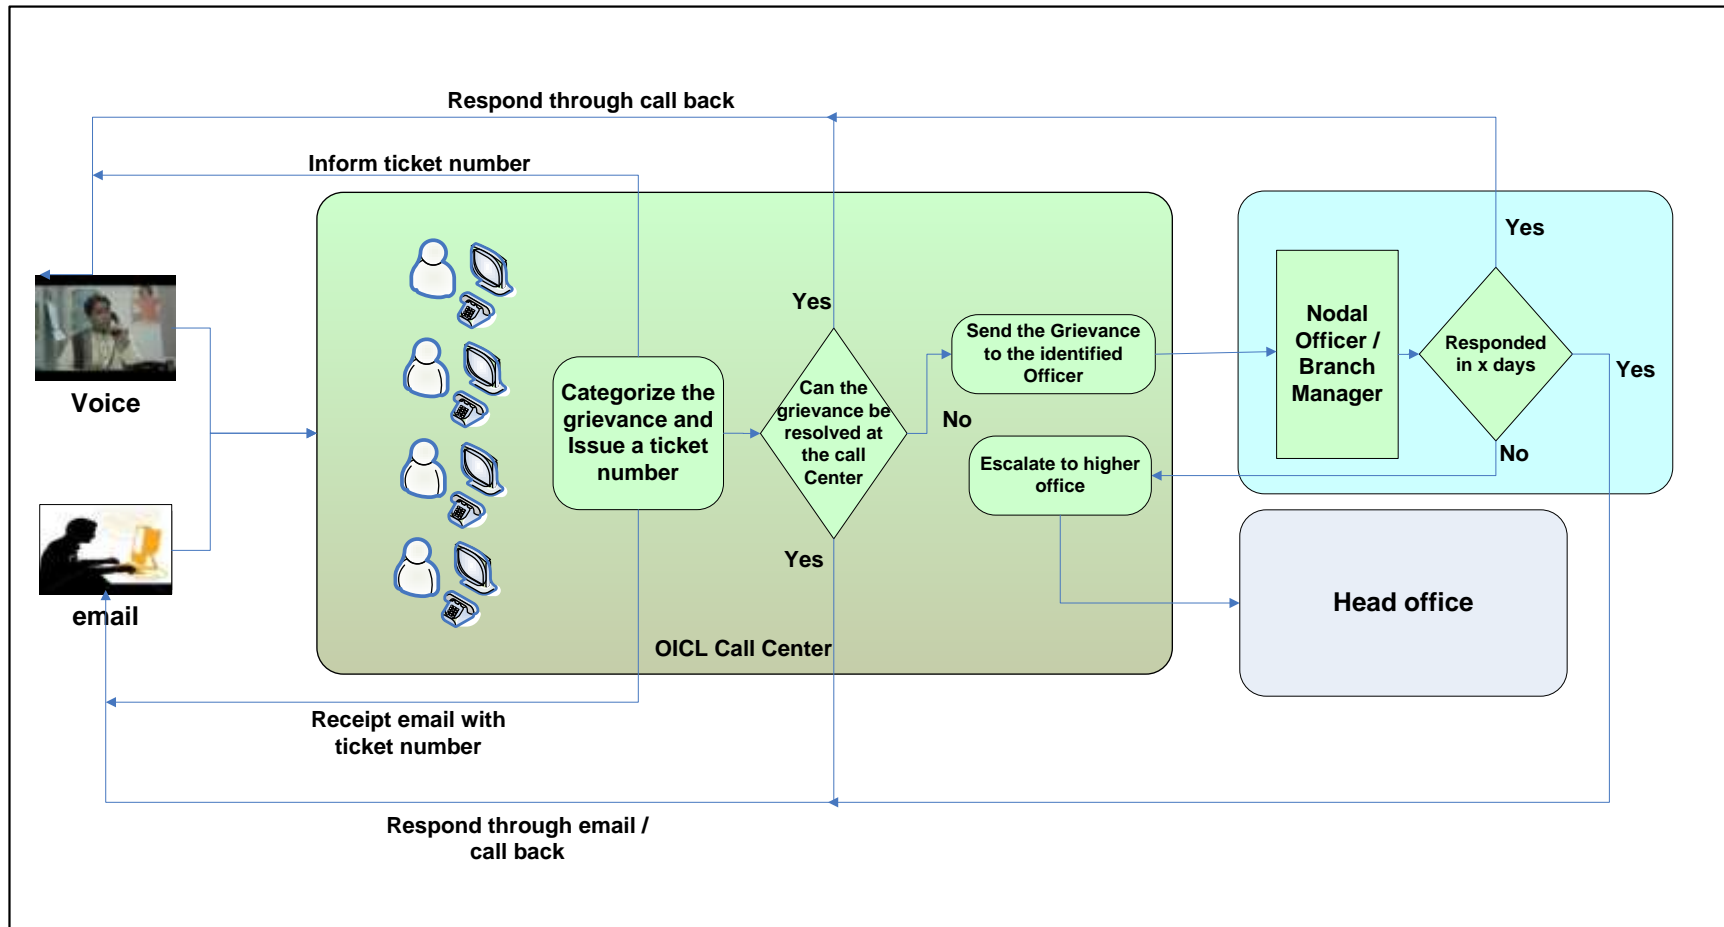 Respond through call back
Inform ticket number
Voice
email
Categorize the
grievance and
Issue a ticket
number
Yes
Can the
grievance be
resolved at
the call
Center
Yes
No
Send the Grievance
to the identified
Officer
Escalate to higher
office
OICL Call Center
Nodal
Officer /
Branch
Manager
Responded
in x days
Yes
Yes
No
Head office
Receipt email with
ticket number
Respond through email /
call back